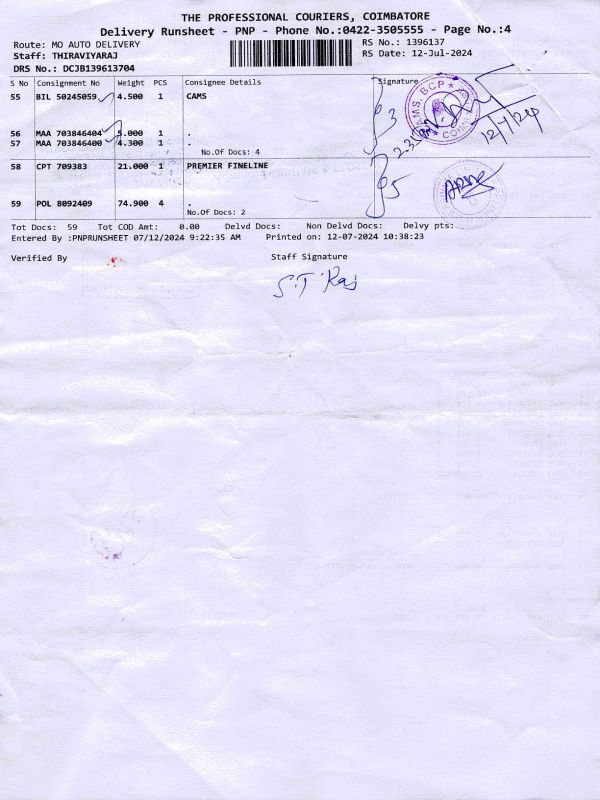 THE PROFESSIONAL COURIERS, COIMBATORE
Delivery Runsheet - PNP - Phone No.:0422-3505555 - Page No.:4
Route: MO AUTO DELIVERY RS No.: 1396137
Staff: THIRAVIYARAJ RS Date: 12-Jul-2024
DRS No.: DCJB139613704
S No Consignment No Weight PCS Consignee Details Signature
55 BIL 50245059 4.500 1 CAMS
56 MAA 703846404 5.000 1 .
57 MAA 703846400 4.300 1 .
No.Of Docs: 4
3
12/7/24
58 CPT 709383 21.000 1 PREMIER FINELINE
5
59 POL 8092409 74.900 4 .
No.Of Docs: 2
Tot Docs: 59 Tot COD Amt: 0.00 Delvd Docs: Non Delvd Docs: Delvy pts:
Entered By :PNPRUNSHEET 07/12/2024 9:22:35 AM Printed on: 12-07-2024 10:38:23
Verified By Staff Signature
S.T Raj